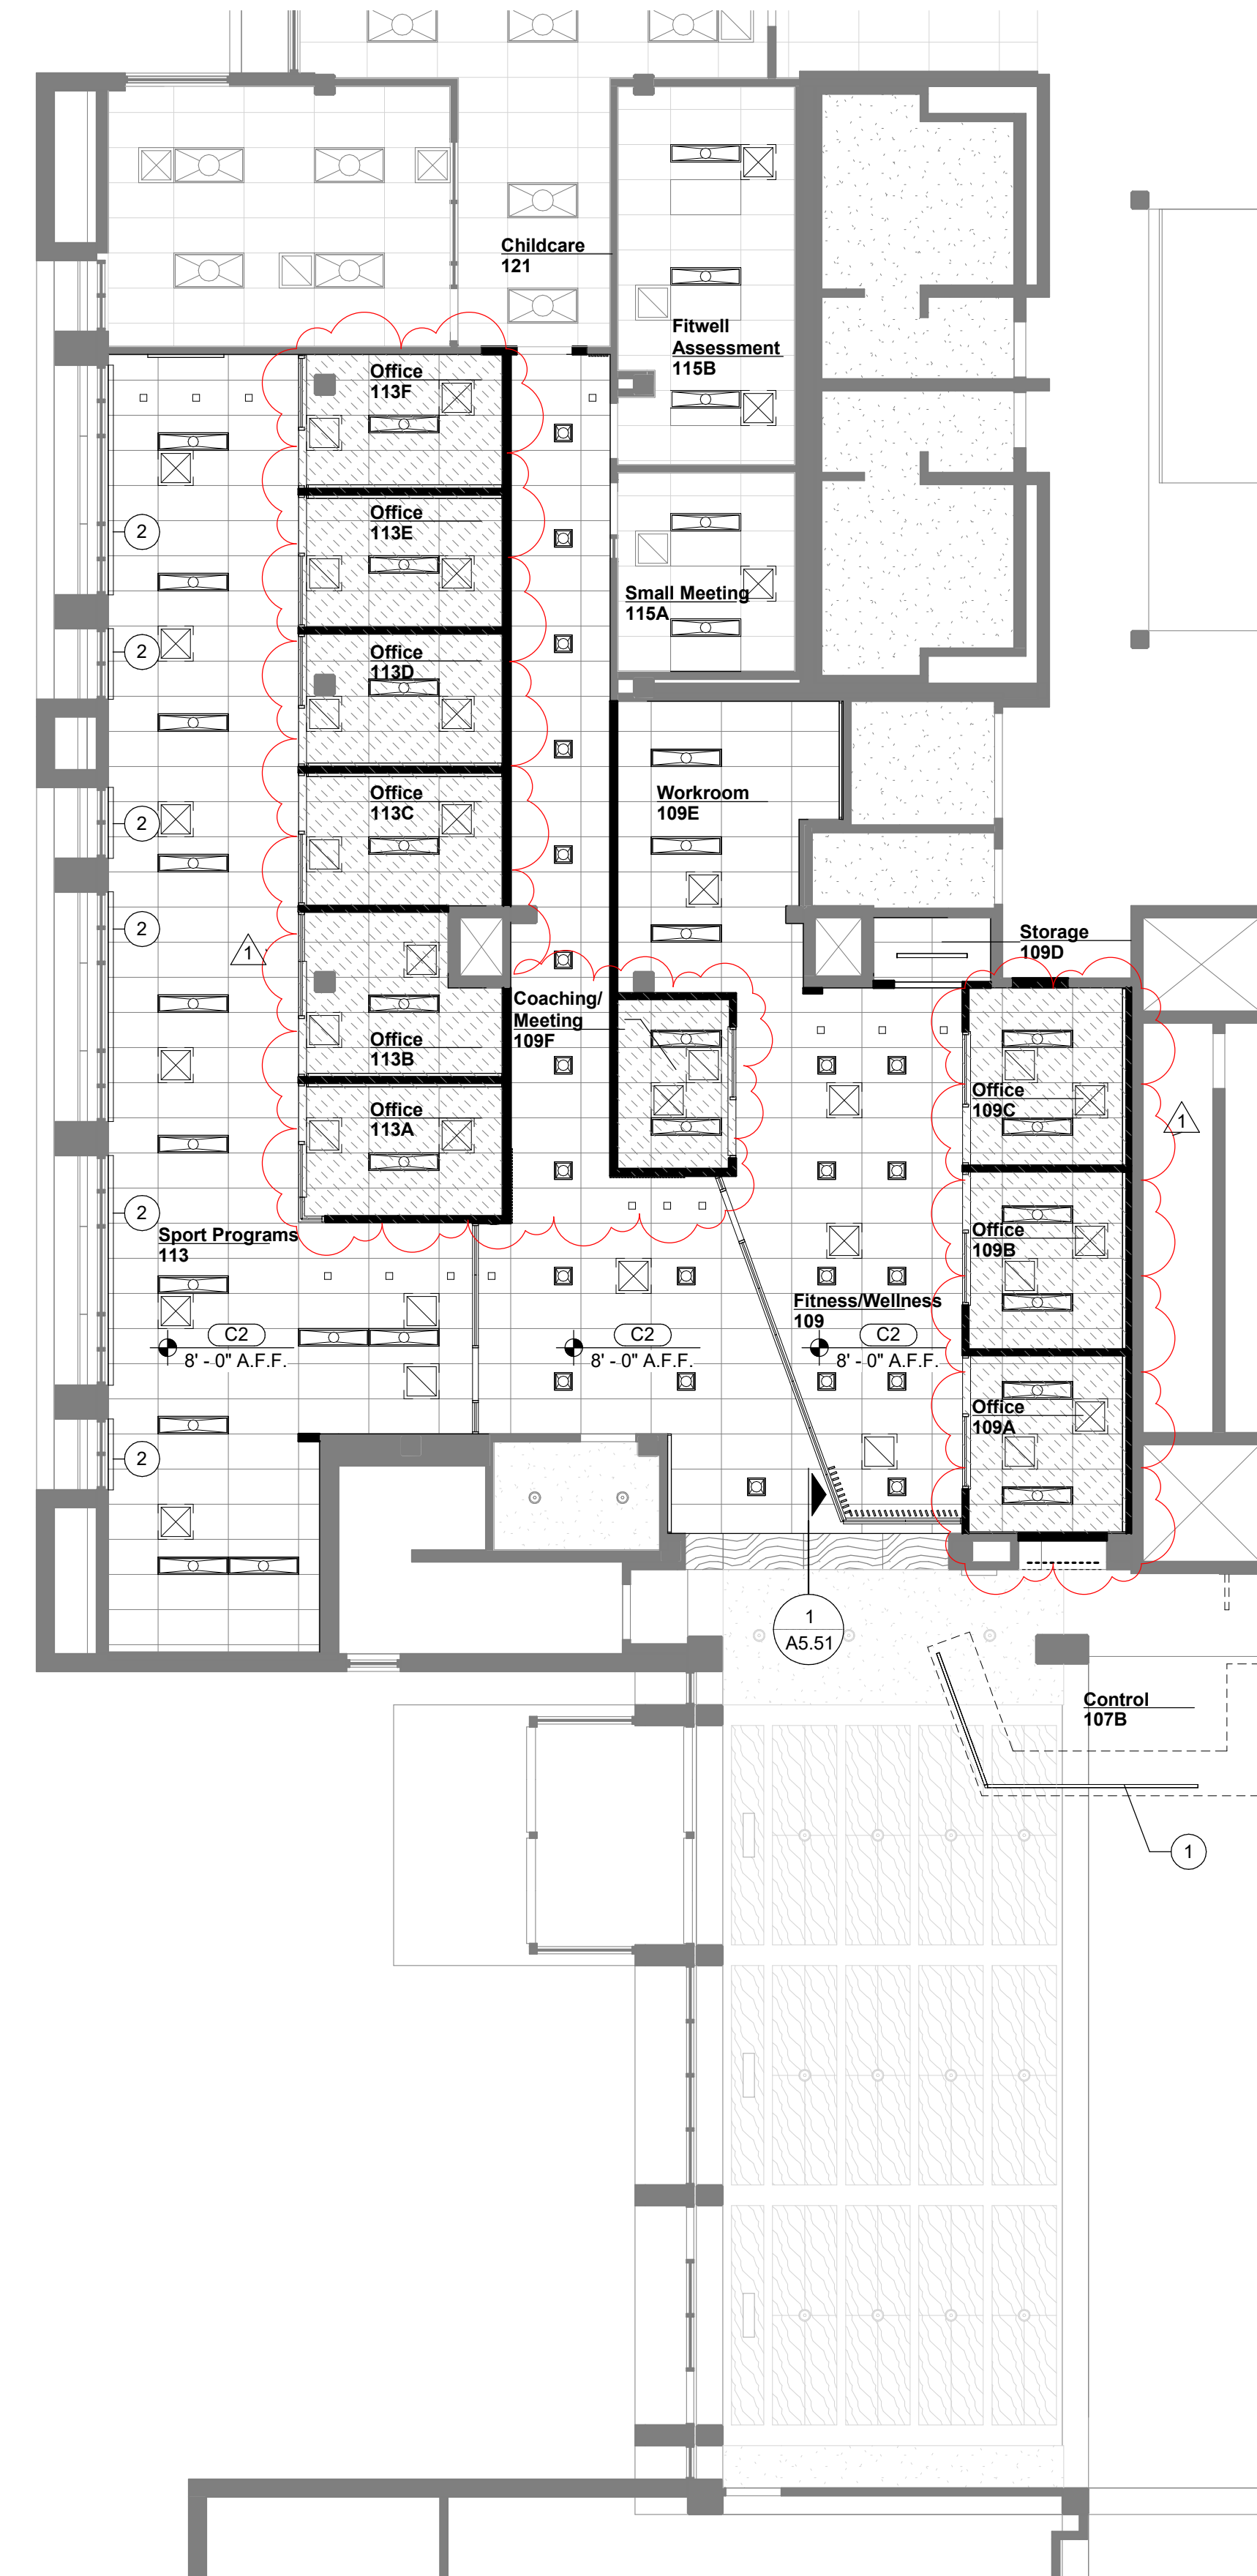 Childcare
121
Fitwell
Assessment
115B
Office
113F
Office
113E
2
Small Meeting
115A
Office
113D
2
Office
113C
Workroom
109E
2
2
1
Storage
109D
Coaching/
Meeting
109F
Office
113B
Office
109C
Office
113A
1
2
Sport Programs
113
Office
109B
Fitness/Wellness
109
C2
8' - 0" A.F.F.
C2
8' - 0" A.F.F.
C2
8' - 0" A.F.F.
Office
109A
2
1
A5.51
Control
107B
1